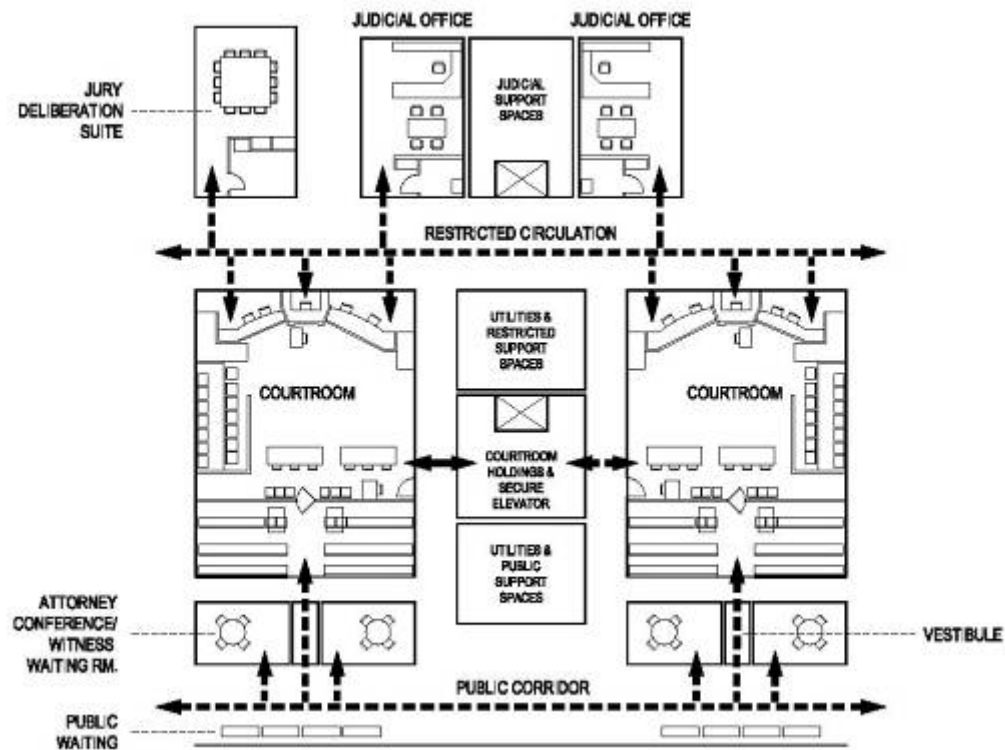 JUDICIAL OFFICE
JUDICIAL OFFICE
JURY
DELIBERATION
SUITE
JUDICIAL
SUPPORT
SPACES
RESTRICTED CIRCULATION
UTILITIES &
RESTRICTED
SUPPORT
SPACES
COURTROOM
COURTROOM
COURTROOM
HOLDINGS &
SECURE
ELEVATOR
UTILITIES &
PUBLIC
SUPPORT
SPACES
ATTORNEY
CONFERENCE/
WITNESS
WAITING RM.
VESTIBULE
PUBLIC CORRIDOR
PUBLIC
WAITING